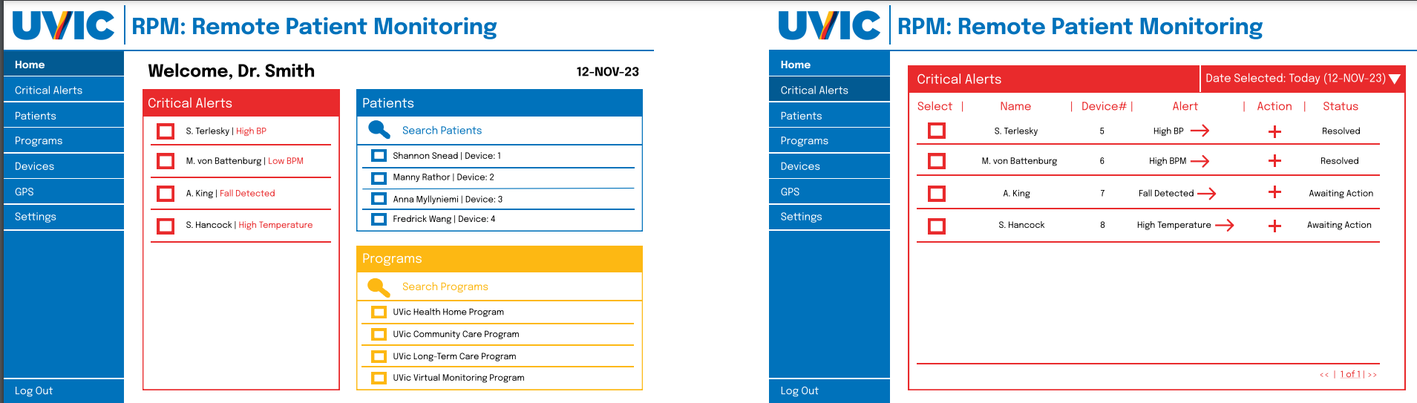 UVIC RPM: Remote Patient Monitoring
Home
Critical Alerts
Patients
Programs
Devices
GPS
Settings
Log Out
Welcome, Dr. Smith 12-NOV-23
Critical Alerts
S. Terlesky | High BP
M. von Battenburg | Low BPM
A. King | Fall Detected
S. Hancock | High Temperature
Patients
Search Patients
Shannon Snead | Device: 1
Manny Rathor | Device: 2
Anna Myllyniemi | Device: 3
Fredrick Wang | Device: 4
Programs
Search Programs
UVic Health Home Program
UVic Community Care Program
UVic Long-Term Care Program
UVic Virtual Monitoring Program
UVIC RPM: Remote Patient Monitoring
Home
Critical Alerts
Patients
Programs
Devices
GPS
Settings
Log Out
Critical Alerts Date Selected: Today (12-NOV-23)
Select | Name | Device# | Alert | Action | Status
S. Terlesky 5 High BP → + Resolved
M. von Battenburg 6 High BPM → + Resolved
A. King 7 Fall Detected → + Awaiting Action
S. Hancock 8 High Temperature → + Awaiting Action
<< | 1 of 1 | >>